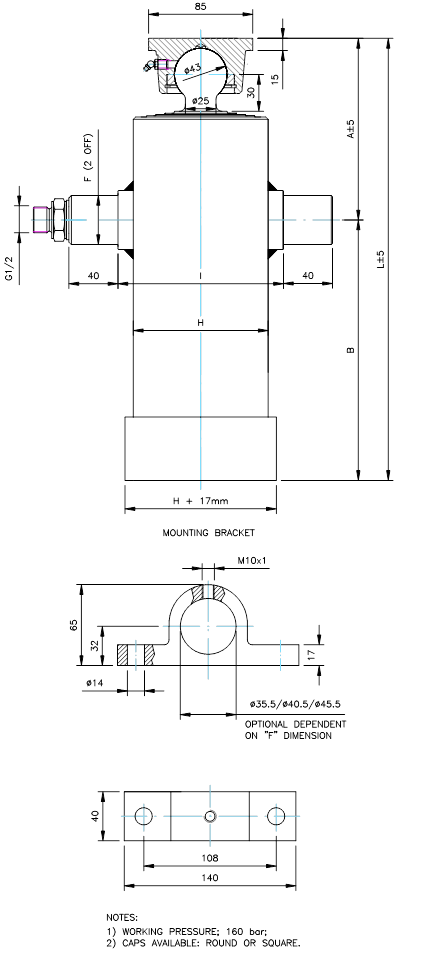 85
ø43
15
30
ø25
A±5
F (2 OFF)
L±5
G1/2
40
I
40
H
B
H + 17mm
MOUNTING BRACKET
M10x1
65
32
17
ø14
ø35.5/ø40.5/ø45.5
OPTIONAL DEPENDENT
ON "F" DIMENSION
40
108
140
NOTES:
1) WORKING PRESSURE; 160 bar;
2) CAPS AVAILABLE: ROUND OR SQUARE.